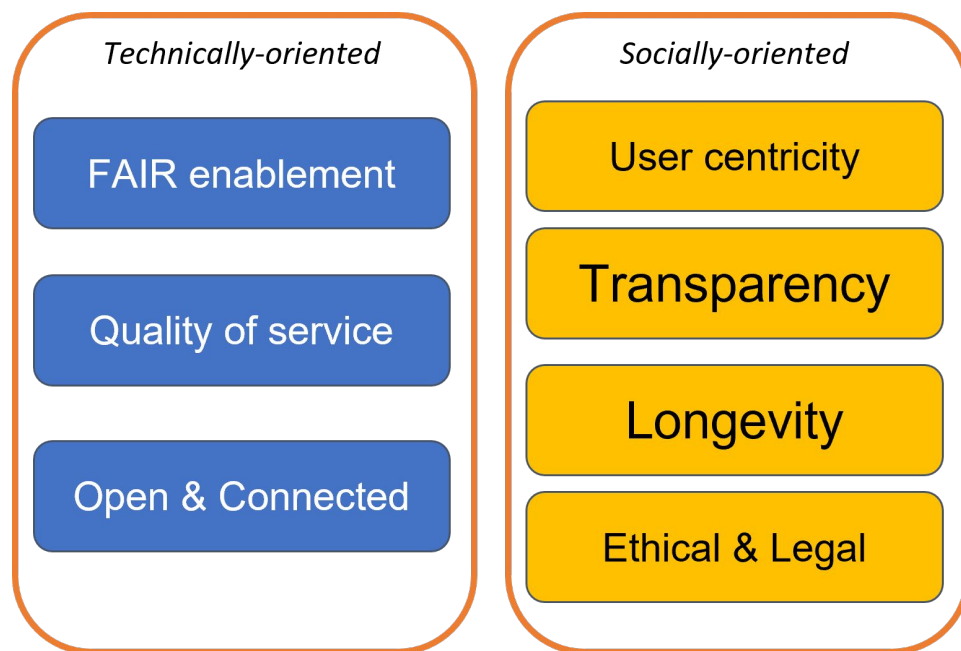 Technically-oriented
FAIR enablement
Quality of service
Open & Connected
Socially-oriented
User centricity
Transparency
Longevity
Ethical & Legal